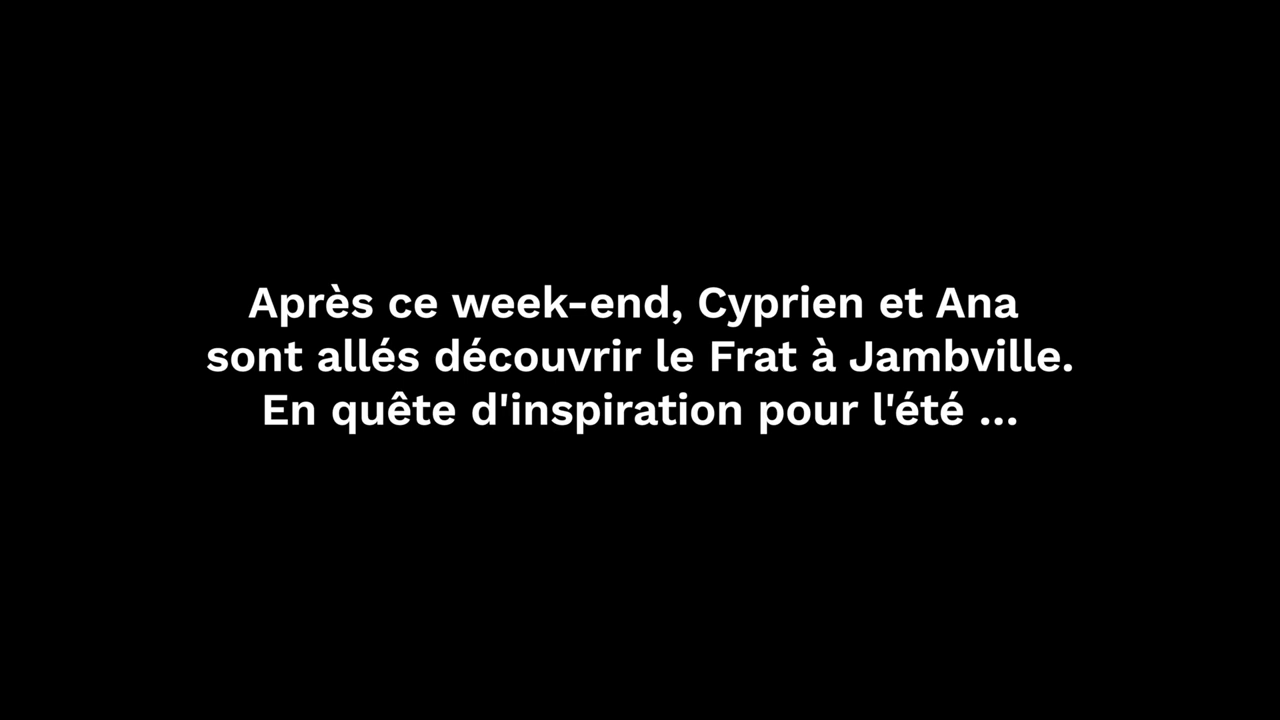 Après ce week-end, Cyprien et Ana
sont allés découvrir le Frat à Jambville.
En quête d'inspiration pour l'été ...